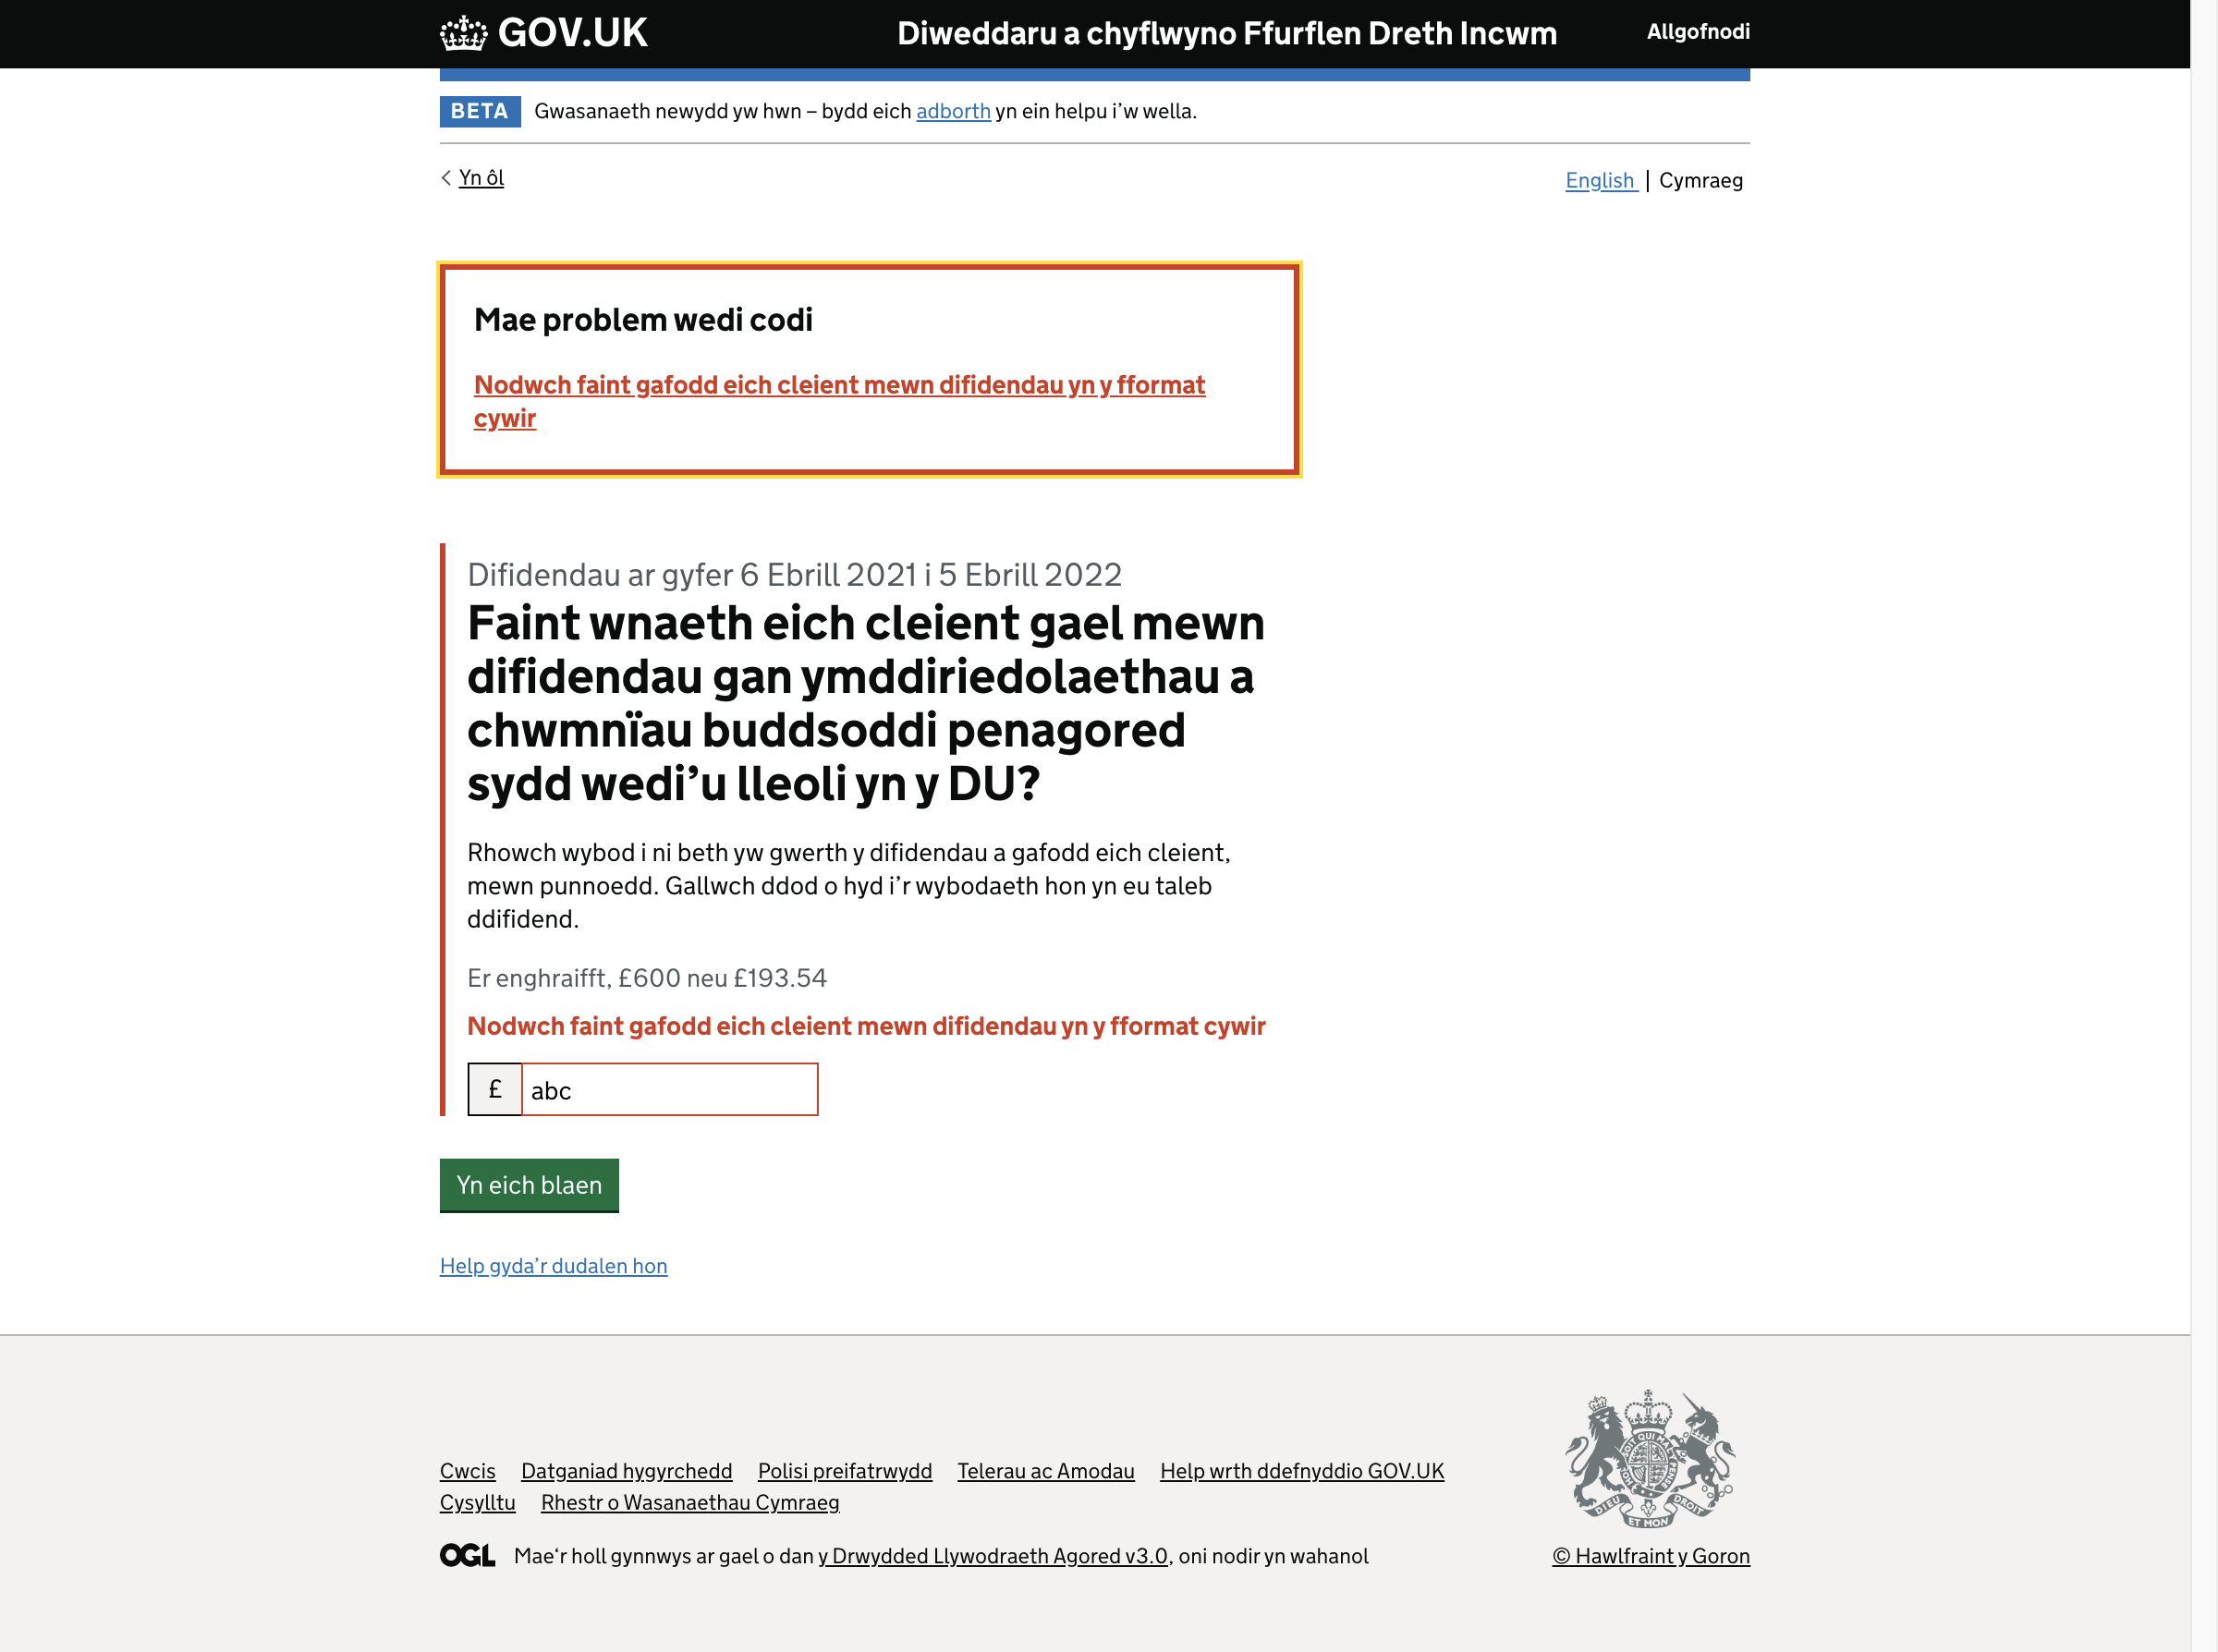 GOV.UK
Diweddaru a chyflwyno Ffurflen Dreth Incwm
Allgofnodi
BETA Gwasanaeth newydd yw hwn – bydd eich adborth yn ein helpu i’w wella.
Yn ôl
English | Cymraeg
Mae problem wedi codi
Nodwch faint gafodd eich cleient mewn difidendau yn y fformat
cywir
Difidendau ar gyfer 6 Ebrill 2021 i 5 Ebrill 2022
Faint wnaeth eich cleient gael mewn
difidendau gan ymddiriedolaethau a
chwmnïau buddsoddi penagored
sydd wedi’u lleoli yn y DU?
Rhowch wybod i ni beth yw gwerth y difidendau a gafodd eich cleient,
mewn punnoedd. Gallwch ddod o hyd i’r wybodaeth hon yn eu taleb
ddifidend.
Er enghraifft, £600 neu £193.54
Nodwch faint gafodd eich cleient mewn difidendau yn y fformat cywir
£ abc
Yn eich blaen
Help gyda’r dudalen hon
Cwcis Datganiad hygyrchedd Polisi preifatrwydd Telerau ac Amodau Help wrth ddefnyddio GOV.UK
Cysylltu Rhestr o Wasanaethau Cymraeg
OGL Mae‘r holl gynnwys ar gael o dan y Drwydded Llywodraeth Agored v3.0, oni nodir yn wahanol
DIEU ET MON DROIT
© Hawlfraint y Goron